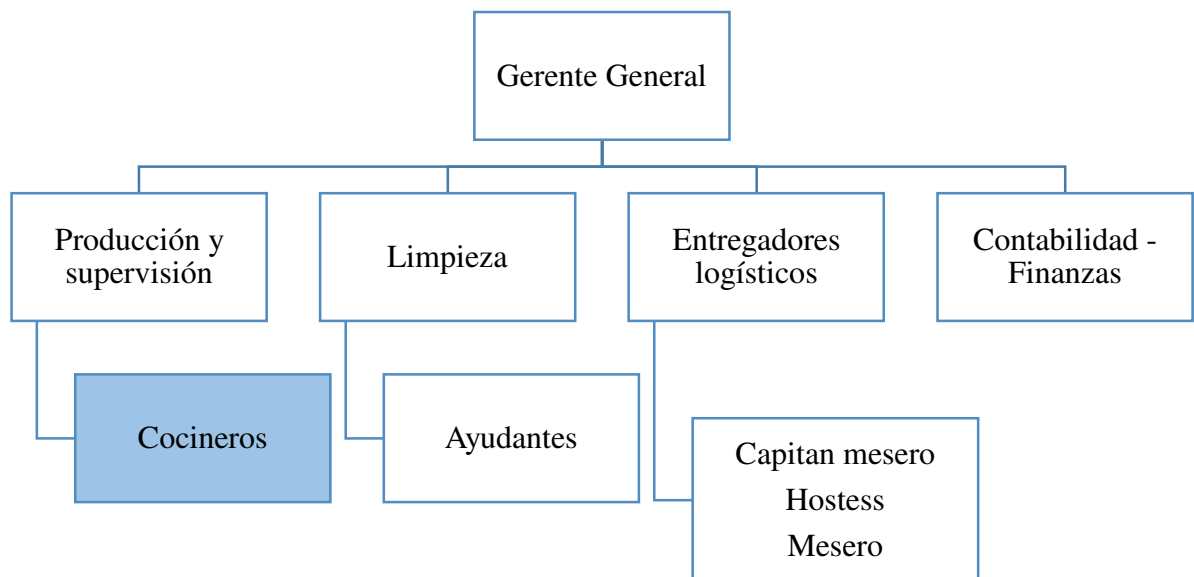 Gerente General
Producción y
supervisión
Limpieza
Entregadores
logísticos
Contabilidad -
Finanzas
Cocineros
Ayudantes
Capitan mesero
Hostess
Mesero